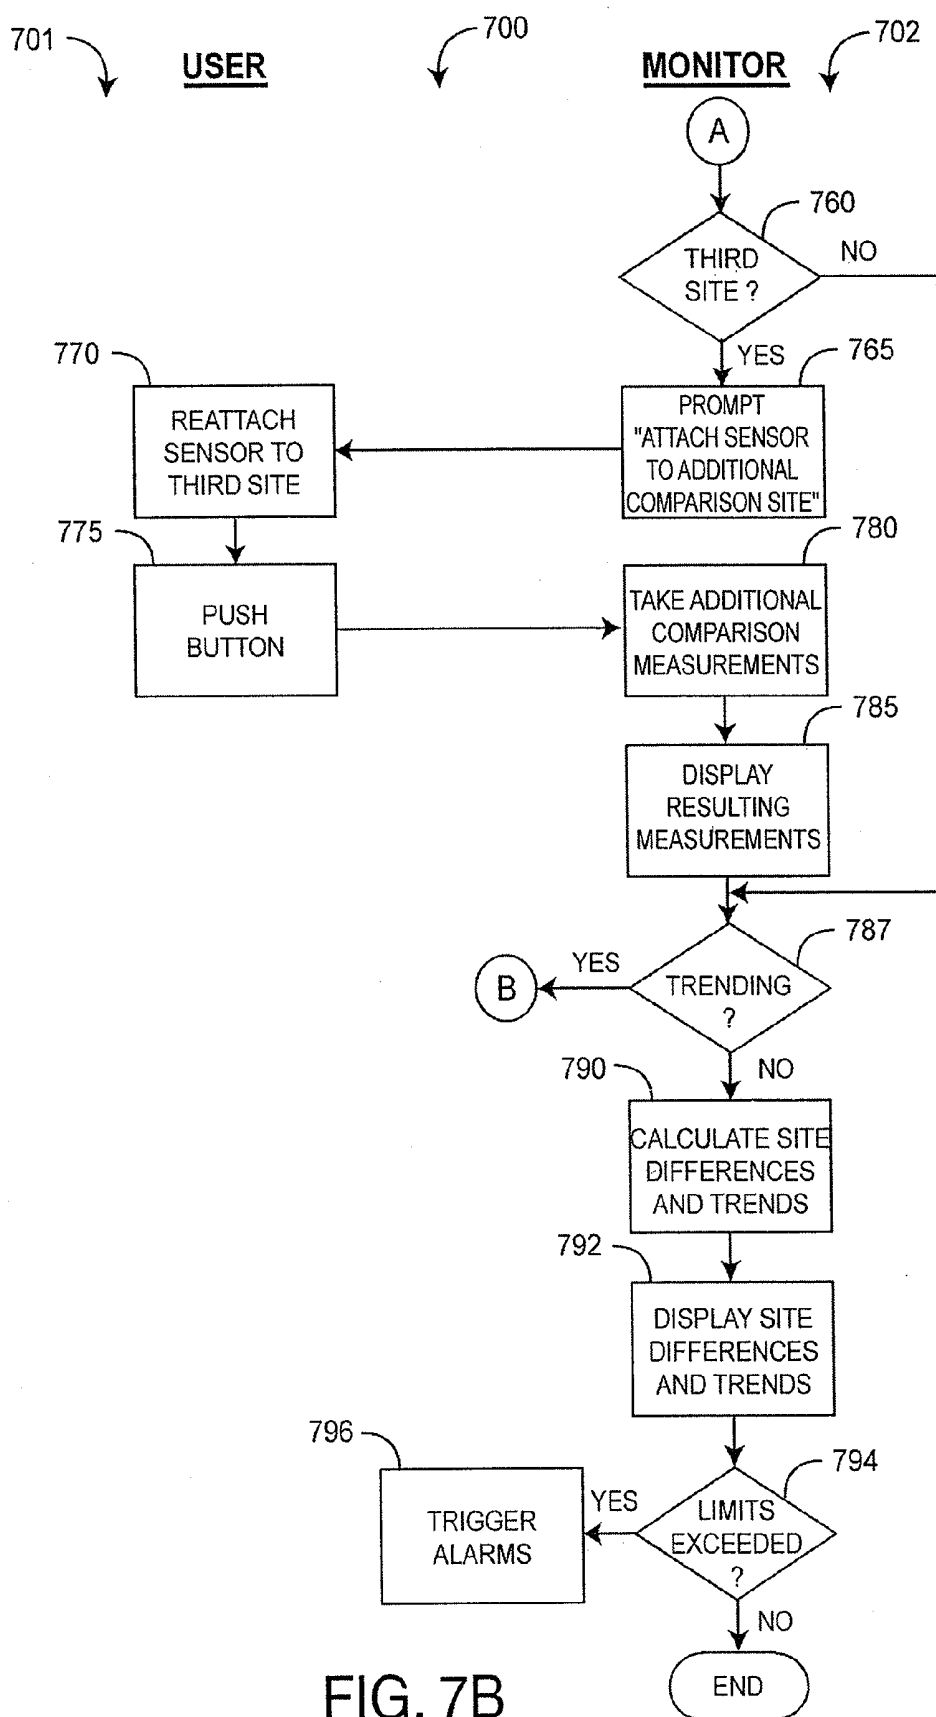 701
USER
700
MONITOR
702
A
760
THIRD
SITE ?
NO
YES
770
REATTACH
SENSOR TO
THIRD SITE
765
PROMPT
"ATTACH SENSOR
TO ADDITIONAL
COMPARISON SITE"
775
PUSH
BUTTON
780
TAKE ADDITIONAL
COMPARISON
MEASUREMENTS
785
DISPLAY
RESULTING
MEASUREMENTS
787
TRENDING
?
YES
B
NO
790
CALCULATE SITE
DIFFERENCES
AND TRENDS
792
DISPLAY SITE
DIFFERENCES
AND TRENDS
794
LIMITS
EXCEEDED
?
YES
796
TRIGGER
ALARMS
NO
END
FIG. 7B